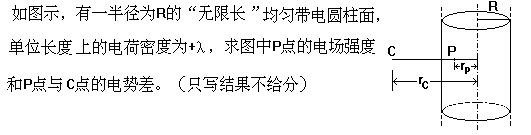 如图示，有一半径为R的“无限长”均匀带电圆柱面，
单位长度上的电荷密度为+λ，求图中P点的电场强度
和P点与C点的电势差。（只写结果不给分）
R
C P
rP
rC